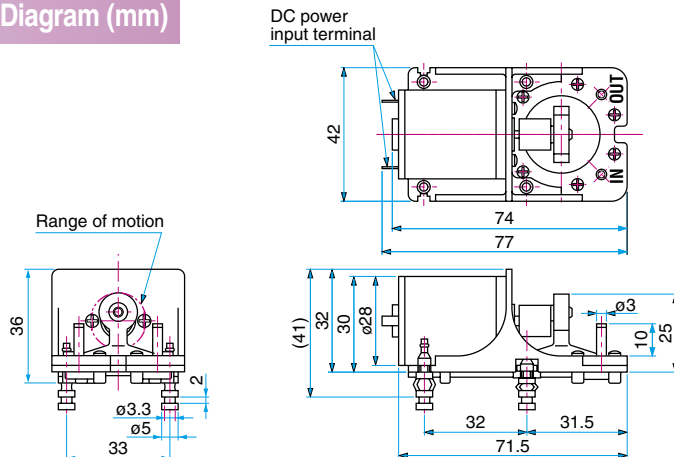 Diagram (mm)
DC power
input terminal
OUT
IN
42
74
77
Range of motion
36
2
ø3.3
ø5
33
(41)
32
30
ø28
ø3
10
25
32
31.5
71.5